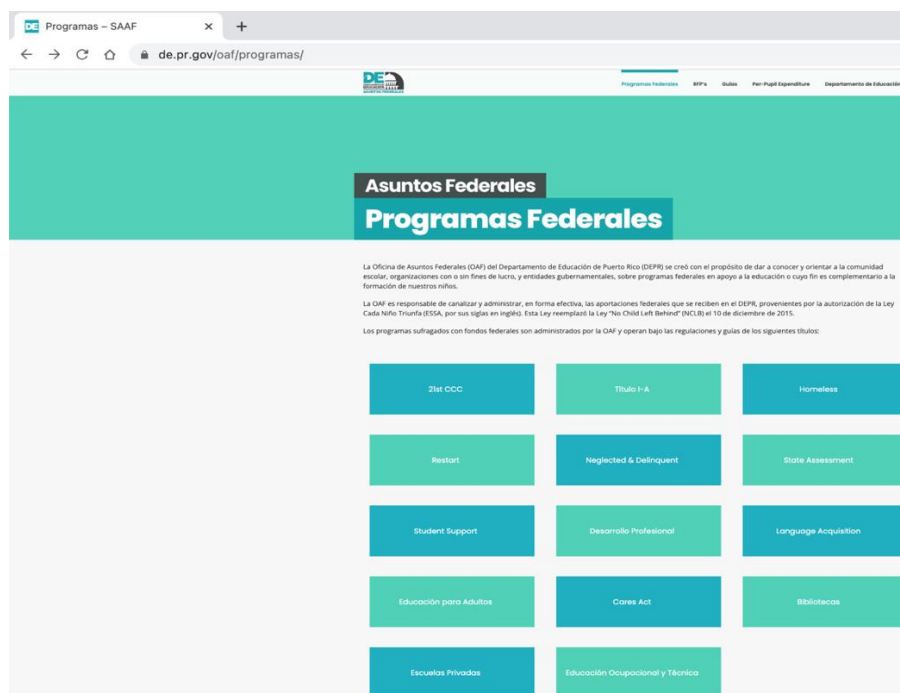 Programas – SAAF
de.pr.gov/oaf/programas/
DE
Programas Federales RFP's Guías Per-Pupil Expenditure Departamento de Educación
Asuntos Federales
Programas Federales
La Oficina de Asuntos Federales (OAF) del Departamento de Educación de Puerto Rico (DEPR) se creó con el propósito de dar a conocer y orientar a la comunidad
escolar, organizaciones con o sin fines de lucro, y entidades gubernamentales, sobre programas federales en apoyo a la educación o cuyo fin es complementario a la
formación de nuestros niños.
La OAF es responsable de canalizar y administrar, en forma efectiva, las aportaciones federales que se reciben en el DEPR, provenientes por la autorización de la Ley
Cada Niño Triunfa (ESSA, por sus siglas en inglés). Esta Ley reemplazó la Ley "No Child Left Behind" (NCLB) el 10 de diciembre de 2015.
Los programas sufragados con fondos federales son administrados por la OAF y operan bajo las regulaciones y guías de los siguientes títulos:
21st CCC Título I-A Homeless
Restart Neglected & Delinquent State Assessment
Student Support Desarrollo Profesional Language Acquisition
Educación para Adultos Cares Act Bibliotecas
Escuelas Privadas Educación Ocupacional y Técnica